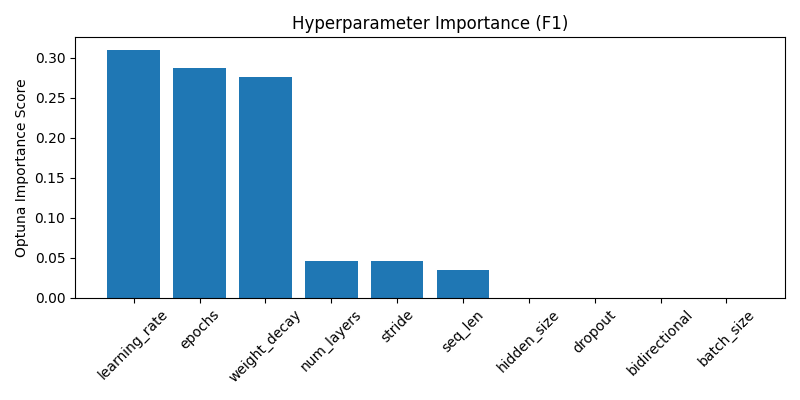 Hyperparameter Importance (F1)
Optuna Importance Score
0.30
0.25
0.20
0.15
0.10
0.05
0.00
learning_rate
epochs
weight_decay
num_layers
stride
seq_len
hidden_size
dropout
bidirectional
batch_size